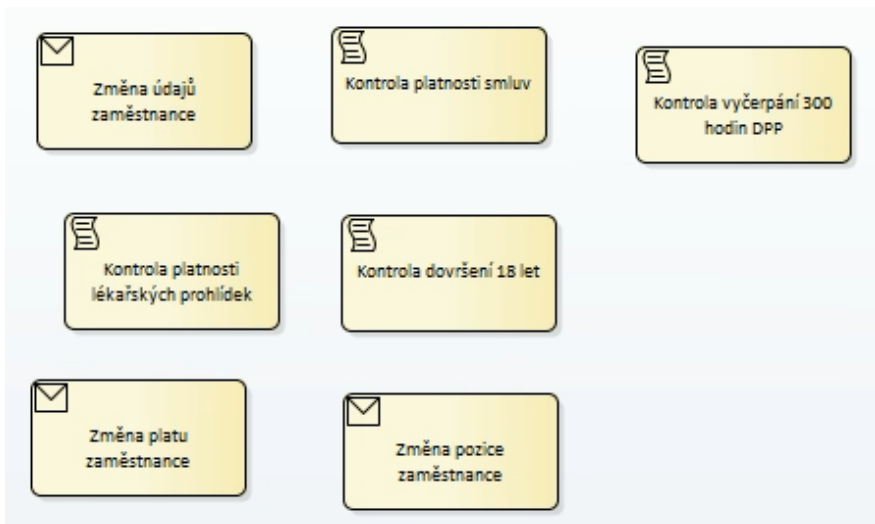 Změna údajů
zaměstnance
Kontrola platnosti smluv
Kontrola vyčerpání 300
hodin DPP
Kontrola platnosti
lékařských prohlídek
Kontrola dovršení 18 let
Změna platu
zaměstnance
Změna pozice
zaměstnance